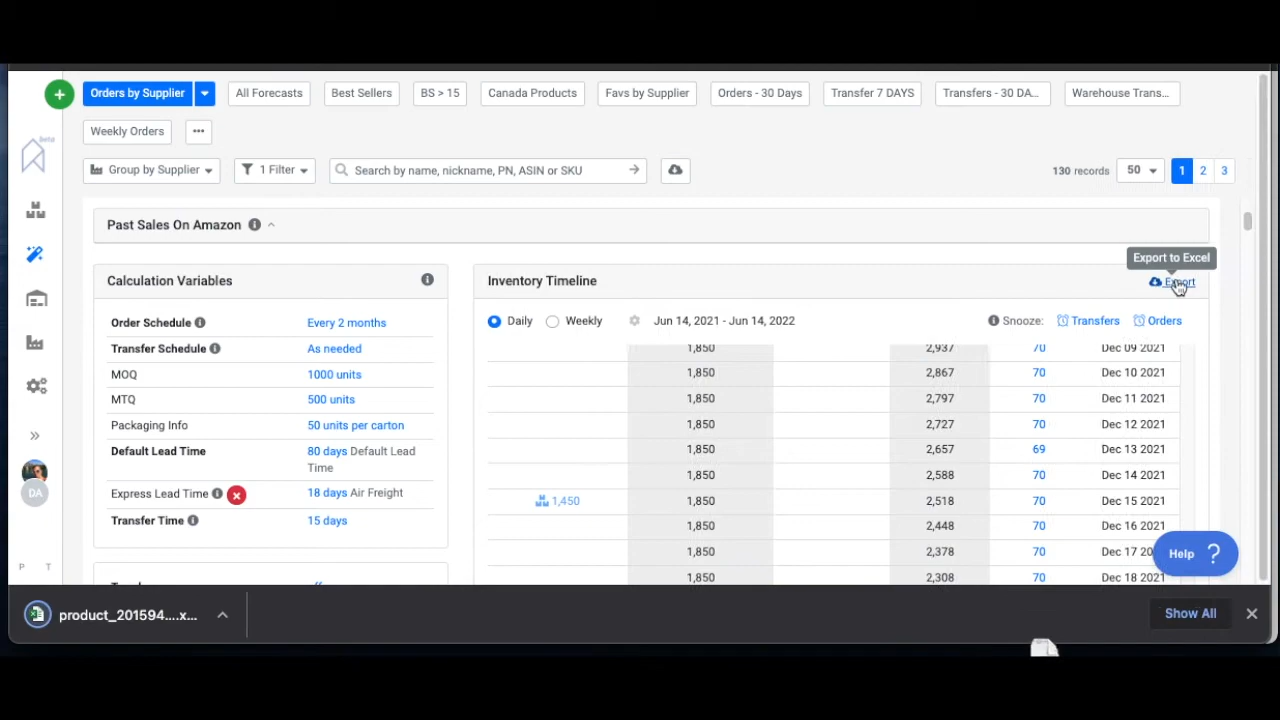 Orders by Supplier
All Forecasts
Best Sellers
BS > 15
Canada Products
Favs by Supplier
Orders - 30 Days
Transfer 7 DAYS
Transfers - 30 DA...
Warehouse Trans...
Weekly Orders
•••
beta
Group by Supplier
1 Filter
Search by name, nickname, PN, ASIN or SKU
130 records
50
1 2 3
Past Sales On Amazon
Export to Excel
Calculation Variables
Order Schedule Every 2 months
Transfer Schedule As needed
MOQ 1000 units
MTQ 500 units
Packaging Info 50 units per carton
Default Lead Time 80 days Default Lead
Time
Express Lead Time 18 days Air Freight
Transfer Time 15 days
Inventory Timeline
Export
Daily Weekly Jun 14, 2021 - Jun 14, 2022 Snooze: Transfers Orders
1,850 2,937 70 Dec 09 2021
1,850 2,867 70 Dec 10 2021
1,850 2,797 70 Dec 11 2021
1,850 2,727 70 Dec 12 2021
1,850 2,657 69 Dec 13 2021
1,850 2,588 70 Dec 14 2021
1,450 1,850 2,518 70 Dec 15 2021
1,850 2,448 70 Dec 16 2021
1,850 2,378 70 Dec 17 20
1,850 2,308 70 Dec 18 2021
DA
P T
Help ?
product_201594....x...
Show All